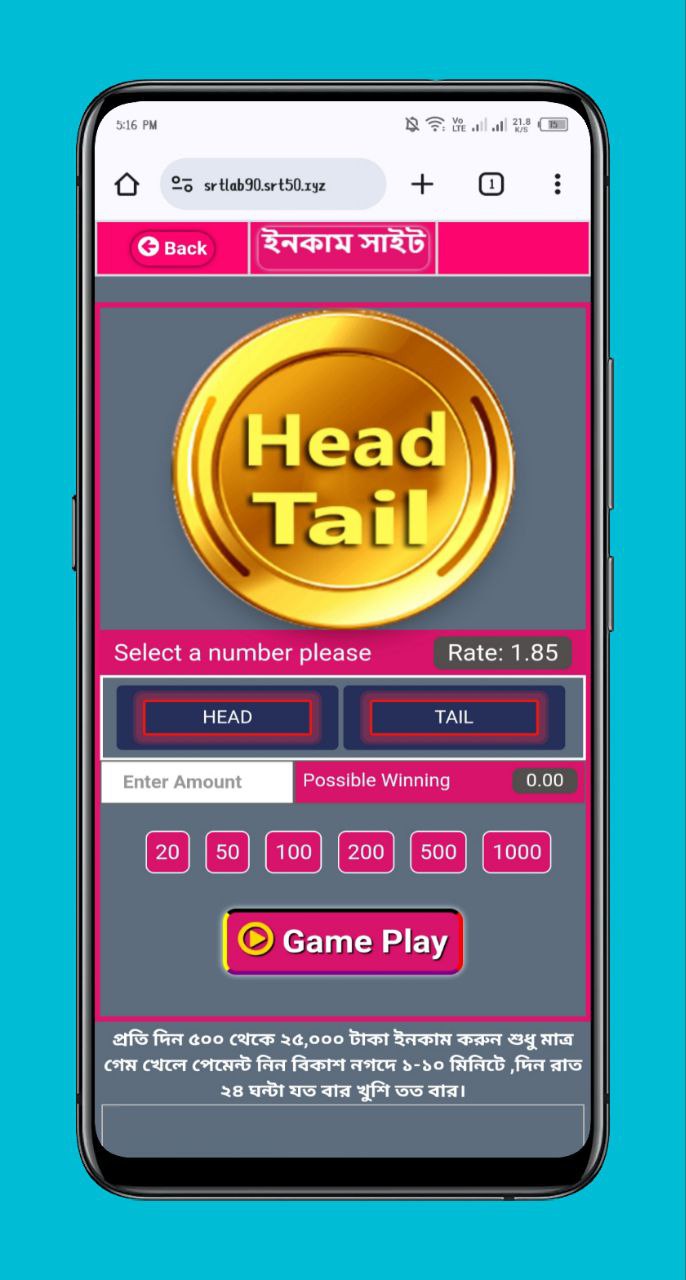 5:16 PM
Vo LTE 21.8 K/S 15
srtlab90.srt50.xyz
1
Back
ইনকাম সাইট
Head
Tail
Select a number please
Rate: 1.85
HEAD
TAIL
Enter Amount
Possible Winning
0.00
20 50 100 200 500 1000
Game Play
প্রতি দিন ৫০০ থেকে ২৫,০০০ টাকা ইনকাম করুন শুধু মাত্র
গেম খেলে পেমেন্ট নিন বিকাশ নগদে ১-১০ মিনিটে ,দিন রাত
২৪ ঘন্টা যত বার খুশি তত বার।